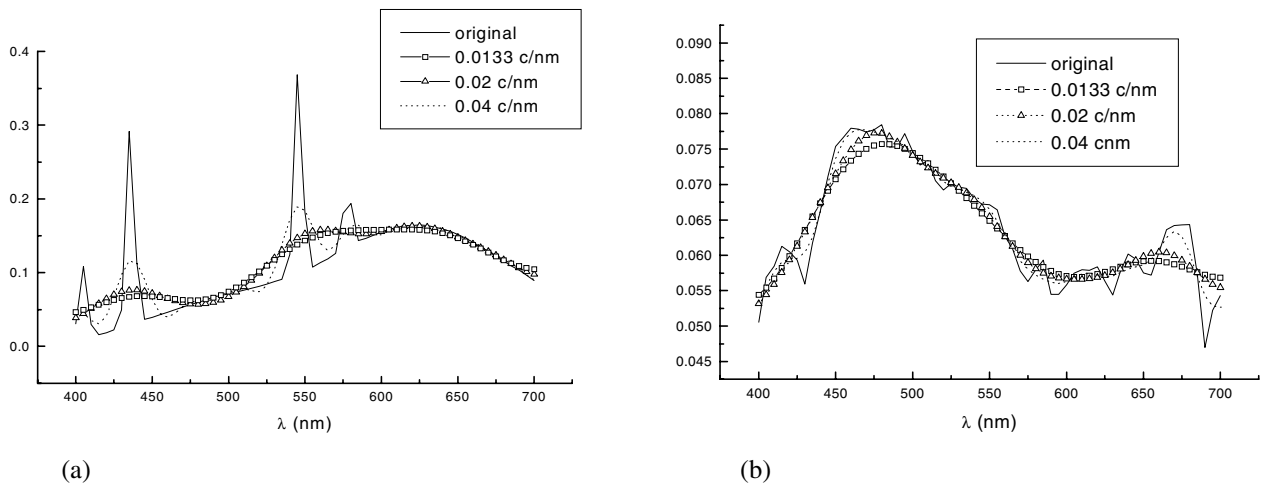 original
0.0133 c/nm
0.02 c/nm
0.04 c/nm
0.4
0.3
0.2
0.1
0.0
400 450 500 550 600 650 700
λ (nm)
(a)
original
0.0133 c/nm
0.02 c/nm
0.04 cnm
0.090
0.085
0.080
0.075
0.070
0.065
0.060
0.055
0.050
0.045
400 450 500 550 600 650 700
λ (nm)
(b)